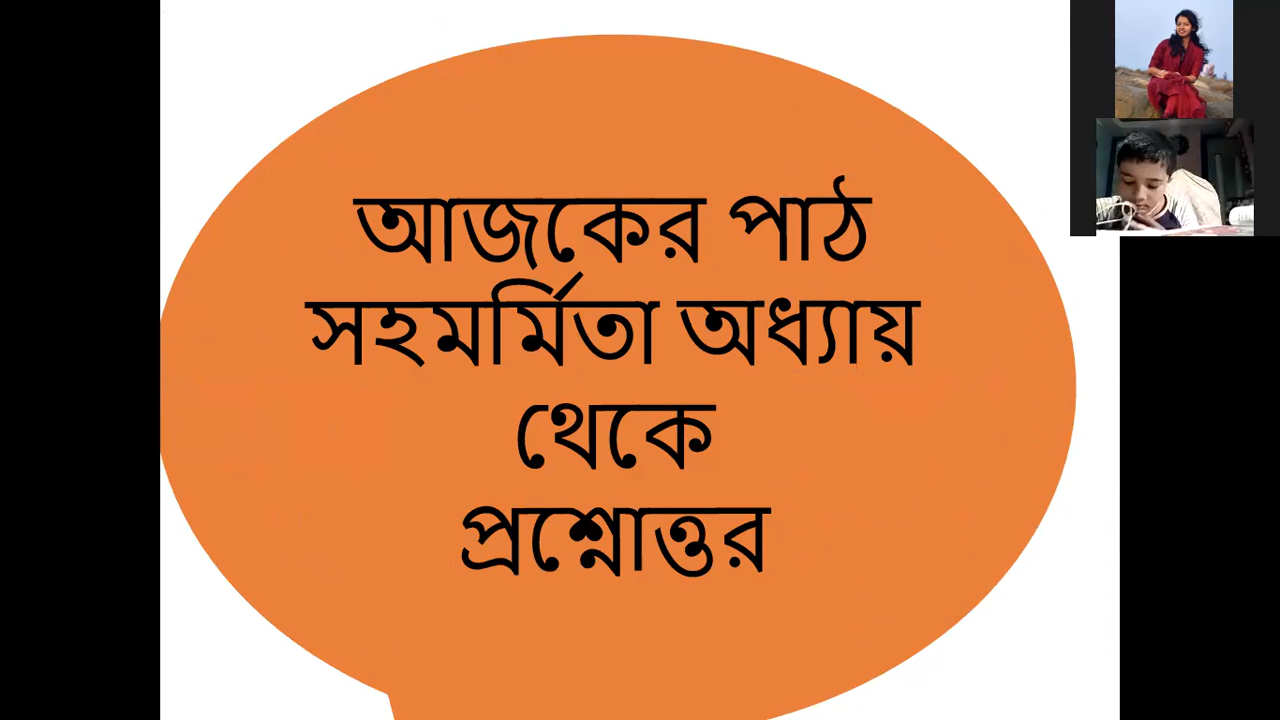 আজকের পাঠ
সহমর্মিতা অধ্যায়
থেকে
প্রশ্নোত্তর